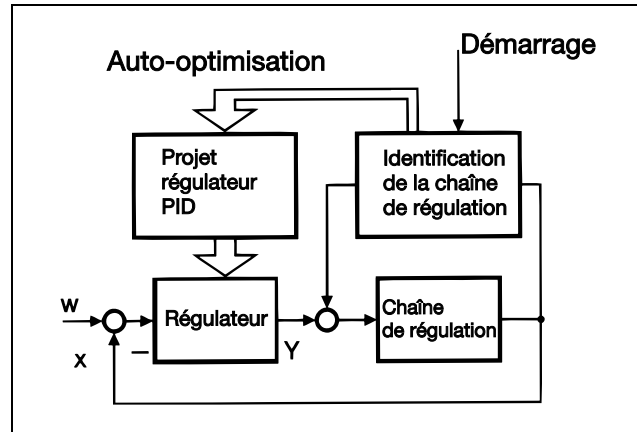 Démarrage
Auto-optimisation
Projet
régulateur
PID
Identification
de la chaîne
de régulation
w
Régulateur
Chaîne
de régulation
x
—
Y